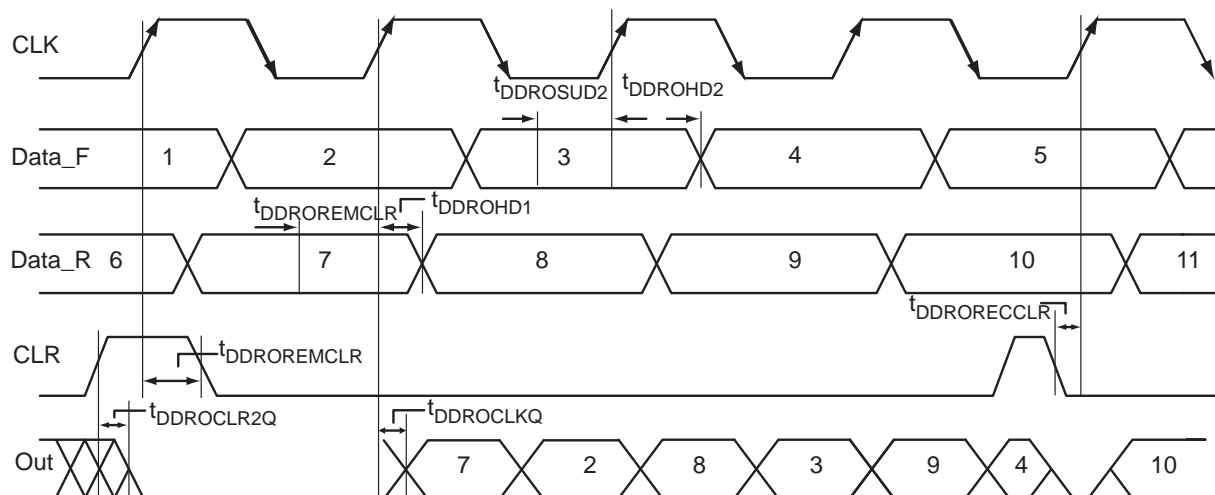 CLK
tDDROSUD2 tDDROHD2
Data_F 1 2 3 4 5
tDDROREMCLR tDDROHD1
Data_R 6 7 8 9 10 11
tDDRORECCLR
CLR tDDROREMCLR
tDDROCLR2Q tDDROCLKQ
Out 7 2 8 3 9 4 10